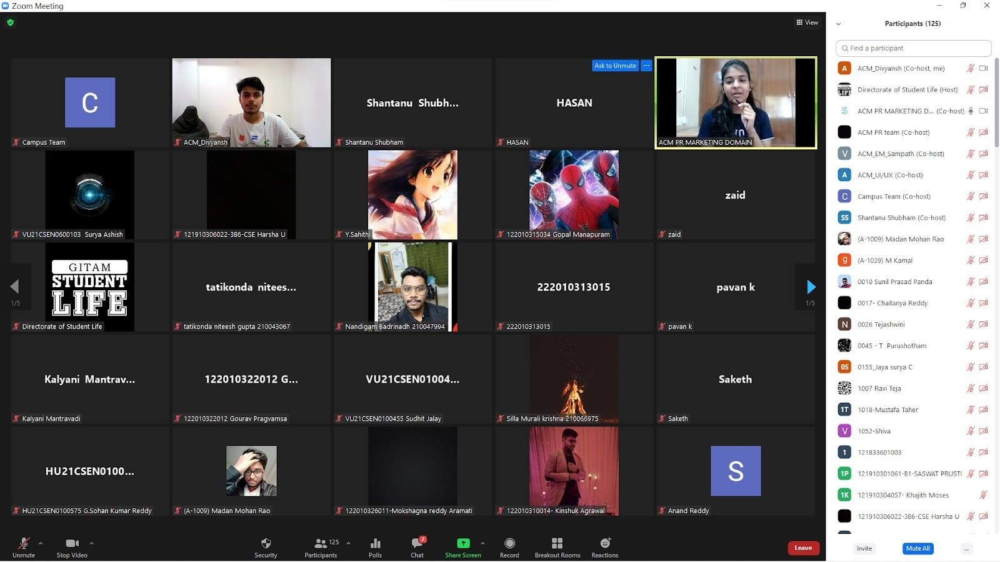 Zoom Meeting
View
C
Campus Team
ACM_Divyansh
Shantanu Shubh...
Shantanu Shubham
HASAN
HASAN
Ask to Unmute ...
ACM PR MARKETING DOMAIN
VU21CSEN0600103 Surya Ashish
121910306022-3B6-CSE Harsha U
Y.Sahithi
122010315034 Gopal Manapuram
zaid
zaid
GITAM
STUDENT
LIFE
Directorate of Student Life
tatikonda nitees...
tatikonda niteesh gupta 210043067
Nandigam Badrinadh 210047994
222010313015
222010313015
pavan k
pavan k
1/5
1/5
Kalyani Mantrav...
Kalyani Mantravadi
122010322012 G...
122010322012 Gourav Pragvamsa
VU21CSEN01004...
VU21CSEN0100455 Sudhit Jalay
Silla Murali krishna 210066975
Saketh
Saketh
HU21CSEN0100...
HU21CSEN0100575 G.Sohan Kumar Reddy
(A-1009) Madan Mohan Rao
122010326011-Mokshagna reddy Aramati
122010310014- Kinshuk Agrawal
S
Anand Reddy
Unmute
Stop Video
Security
125
Participants
Polls
2
Chat
Share Screen
Record
Breakout Rooms
Reactions
Leave
Participants (125)
Find a participant
A ACM_Divyansh (Co-host, me)
Directorate of Student Life (Host)
S ACM PR MARKETING D... (Co-host)
ACM PR team (Co-host)
V ACM_EM_Sampath (Co-host)
A ACM_UI/UX (Co-host)
C Campus Team (Co-host)
SS Shantanu Shubham (Co-host)
(A-1009) Madan Mohan Rao
g (A-1039) M Kamal
0010 Sunil Prasad Panda
0017- Chaitanya Reddy
N 0026 Tejashwini
0045 - T Purushotham
0S 0155_Jaya surya C
1007 Ravi Teja
1T 1018-Mustafa Taher
V 1052-Shiva
1 121833601003
1P 121910301061-B1-SASWAT PRUSTI
1K 121910304057- Khajith Moses
121910306022-3B6-CSE Harsha U
Invite
Mute All
...